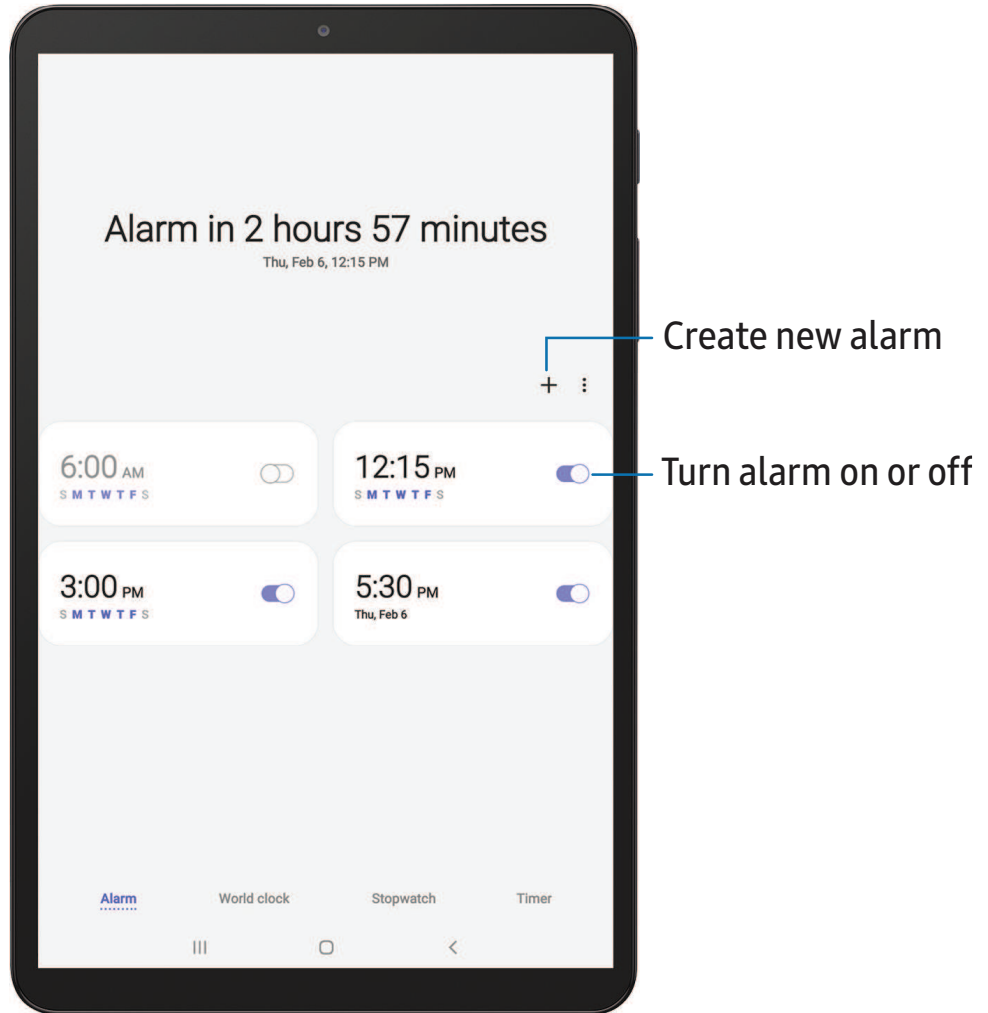 Alarm in 2 hours 57 minutes
Thu, Feb 6, 12:15 PM
Create new alarm
6:00 AM
S M T W T F S
12:15 PM
S M T W T F S
Turn alarm on or off
3:00 PM
S M T W T F S
5:30 PM
Thu, Feb 6
Alarm World clock Stopwatch Timer